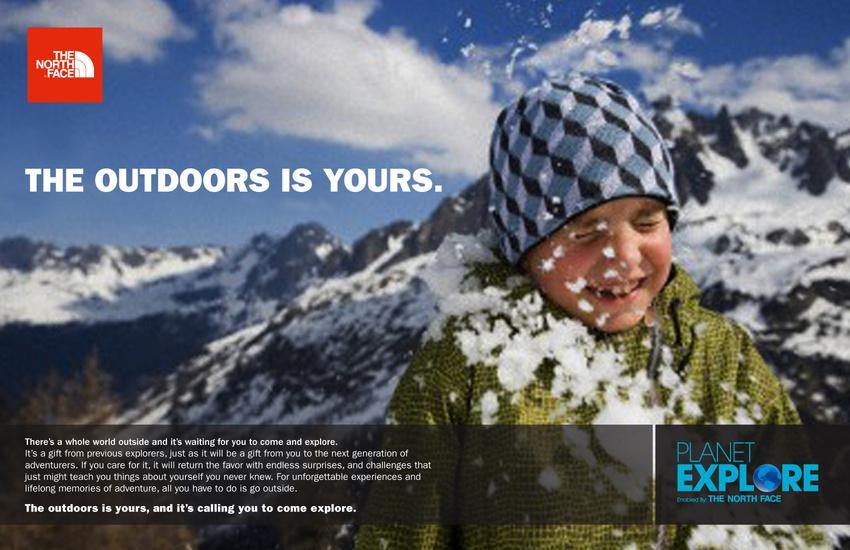 THE
NORTH
FACE
THE OUTDOORS IS YOURS.
There's a whole world outside and it's waiting for you to come and explore.
It's a gift from previous explorers, just as it will be a gift from you to the next generation of
adventurers. If you care for it, it will return the favor with endless surprises, and challenges that
just might teach you things about yourself you never knew. For unforgettable experiences and
lifelong memories of adventure, all you have to do is go outside.
The outdoors is yours, and it's calling you to come explore.
PLANET
EXPLORE
Enabled By: THE NORTH FACE